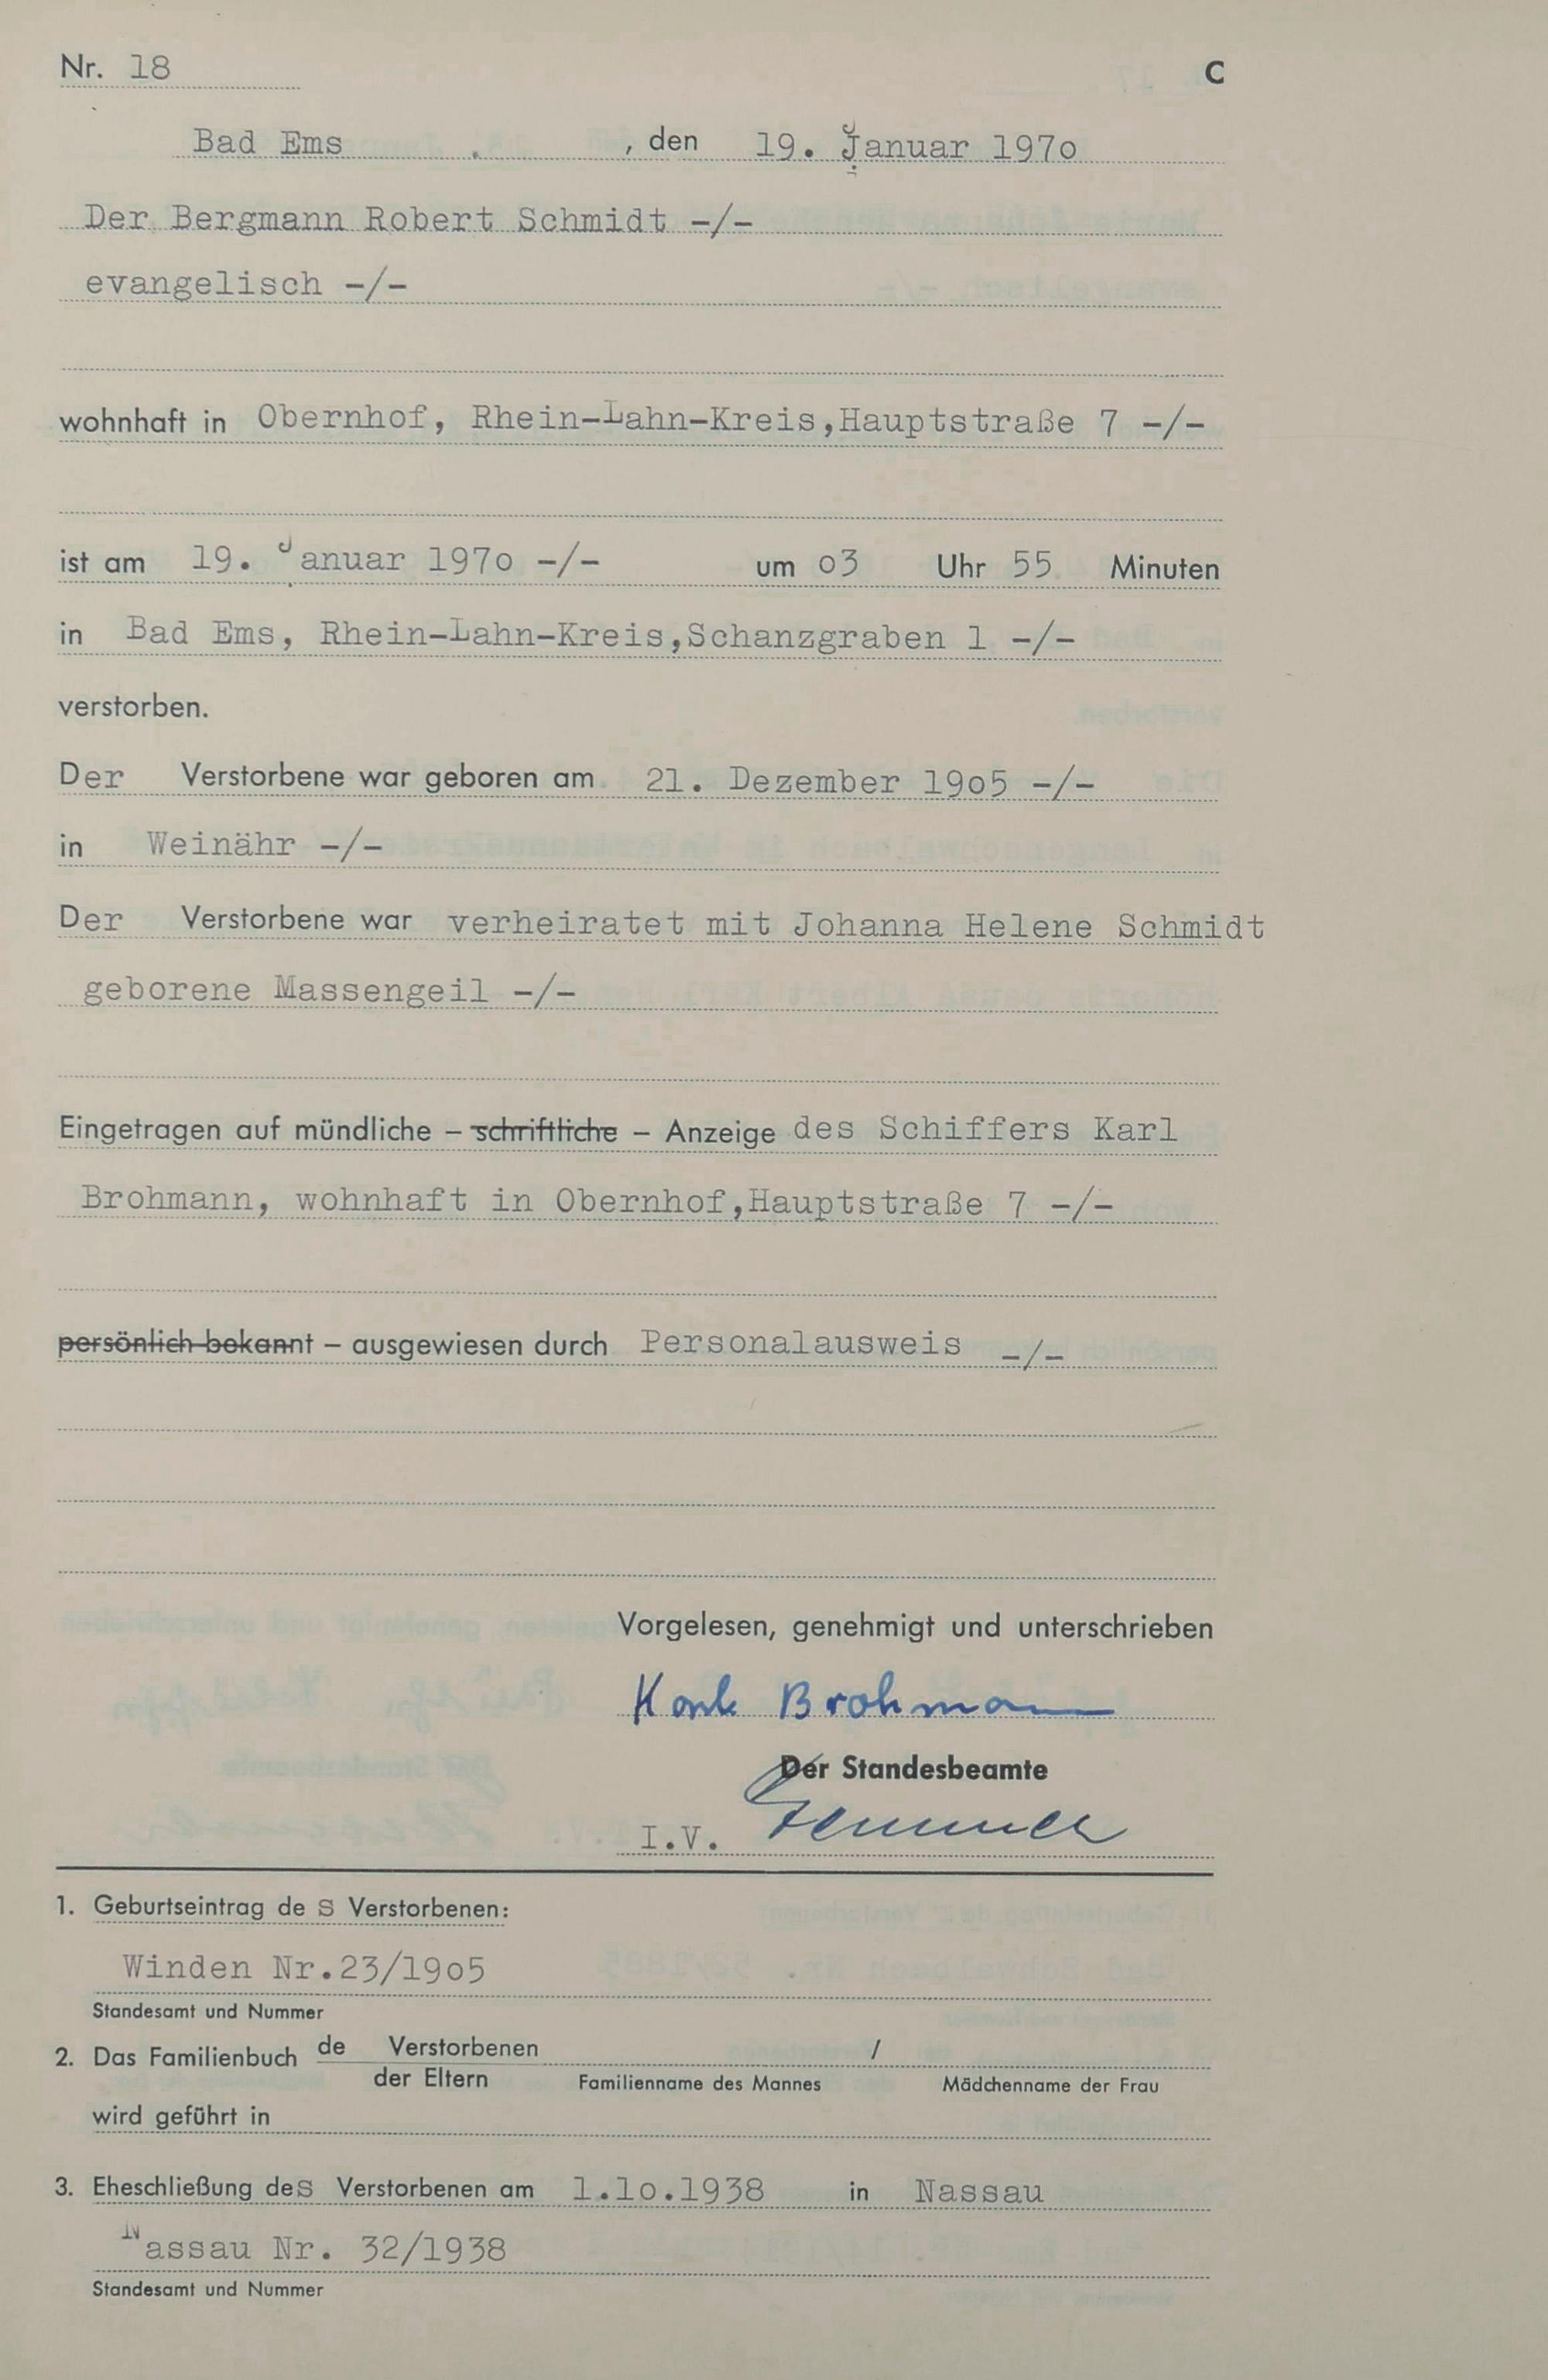 Nr. 18 C
Bad Ems , den 19. Januar 1970
Der Bergmann Robert Schmidt -/-
evangelisch -/-
wohnhaft in Obernhof, Rhein-Lahn-Kreis,Hauptstraße 7 -/-
ist am 19. Januar 1970 -/- um 03 Uhr 55 Minuten
in Bad Ems, Rhein-Lahn-Kreis,Schanzgraben 1 -/-
verstorben.
Der Verstorbene war geboren am 21. Dezember 1905 -/-
in Weinähr -/-
Der Verstorbene war verheiratet mit Johanna Helene Schmidt
geborene Massengeil -/-
Eingetragen auf mündliche – schriftliche – Anzeige des Schiffers Karl
Brohmann, wohnhaft in Obernhof,Hauptstraße 7 -/-
persönlich bekannt – ausgewiesen durch Personalausweis -/-
Vorgelesen, genehmigt und unterschrieben
Karl Brohmann
Der Standesbeamte
I.V.
1. Geburtseintrag des Verstorbenen:
Winden Nr.23/1905
Standesamt und Nummer
2. Das Familienbuch de Verstorbenen /
der Eltern Familienname des Mannes Mädchenname der Frau
wird geführt in
3. Eheschließung des Verstorbenen am 1.10.1938 in Nassau
Nassau Nr. 32/1938
Standesamt und Nummer